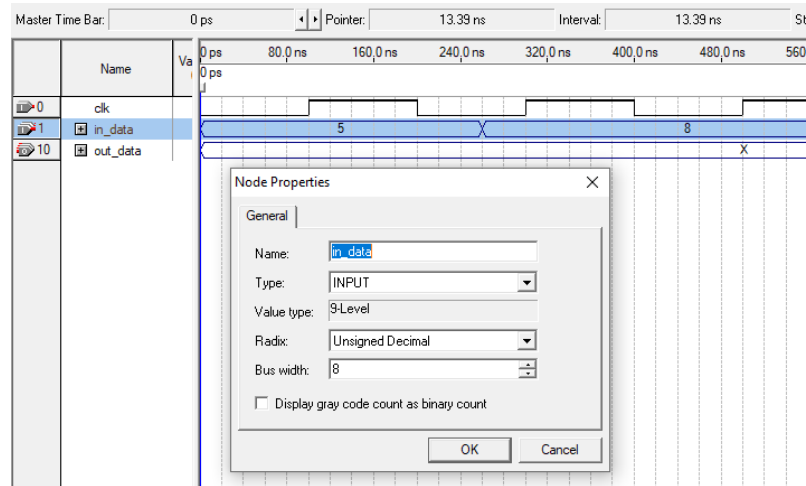 Master Time Bar: 0 ps Pointer: 13.39 ns Interval: 13.39 ns St
Name Va 0 ps 80.0 ns 160.0 ns 240.0 ns 320.0 ns 400.0 ns 480.0 ns 560
0 ps
0 clk
1 in_data 5 8
10 out_data X
Node Properties
General
Name: in_data
Type: INPUT
Value type: 9-Level
Radix: Unsigned Decimal
Bus width: 8
Display gray code count as binary count
OK Cancel